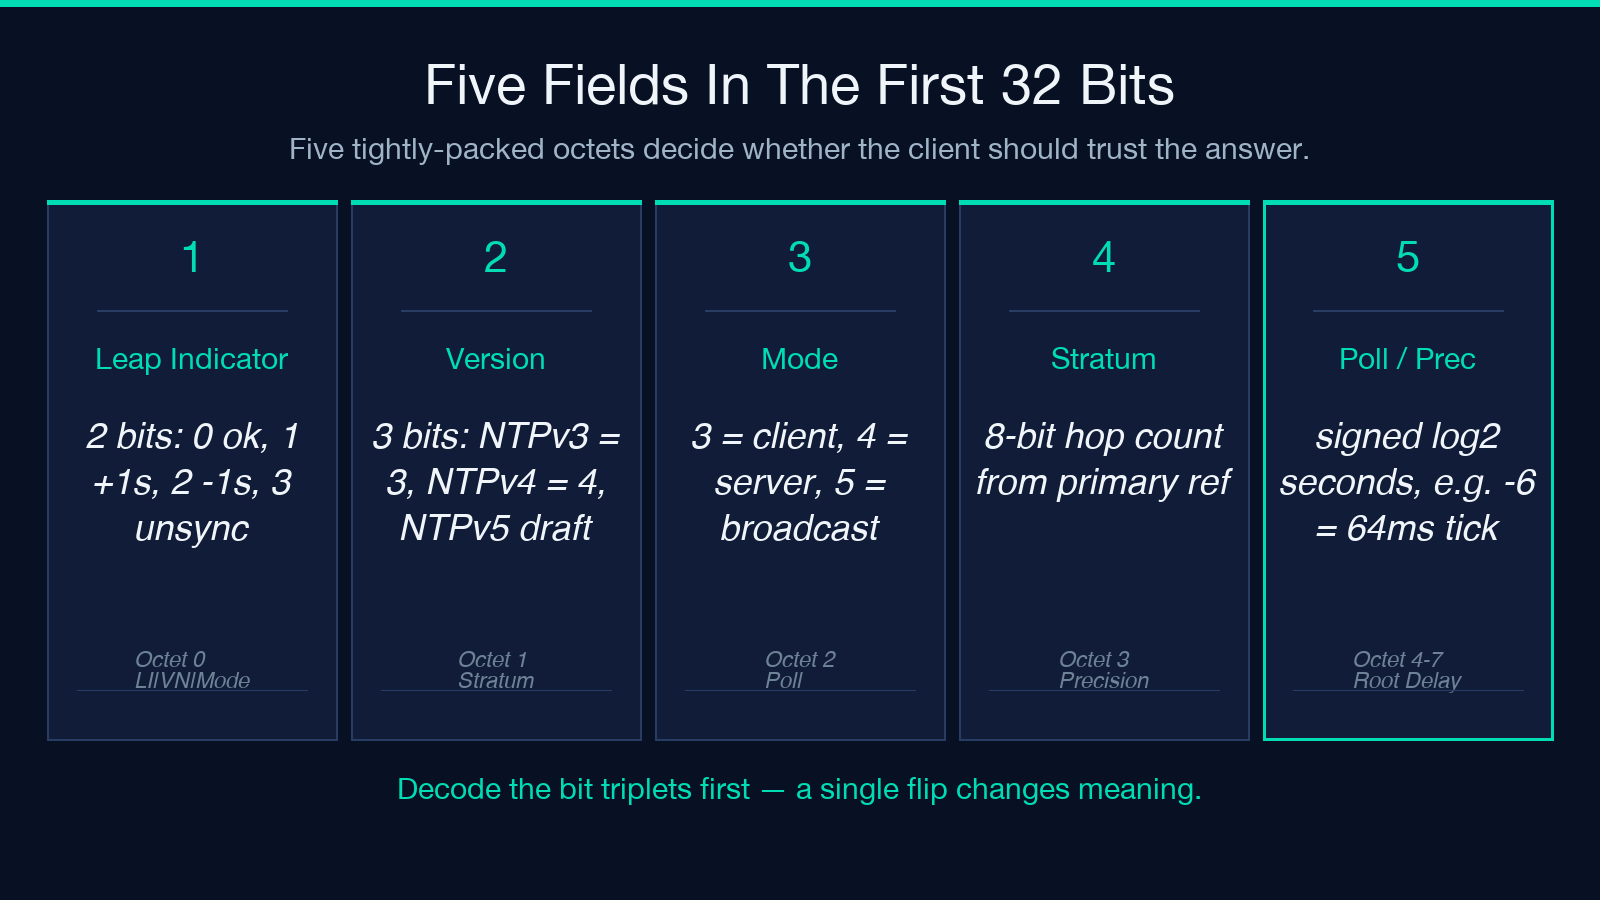 Five Fields In The First 32 Bits
Five tightly-packed octets decide whether the client should trust the answer.
1
Leap Indicator
2 bits: 0 ok, 1
+1s, 2 -1s, 3
unsync
Octet 0
LI|VN|Mode
2
Version
3 bits: NTPv3 =
3, NTPv4 = 4,
NTPv5 draft
Octet 1
Stratum
3
Mode
3 = client, 4 =
server, 5 =
broadcast
Octet 2
Poll
4
Stratum
8-bit hop count
from primary ref
Octet 3
Precision
5
Poll / Prec
signed log2
seconds, e.g. -6
= 64ms tick
Octet 4-7
Root Delay
Decode the bit triplets first — a single flip changes meaning.